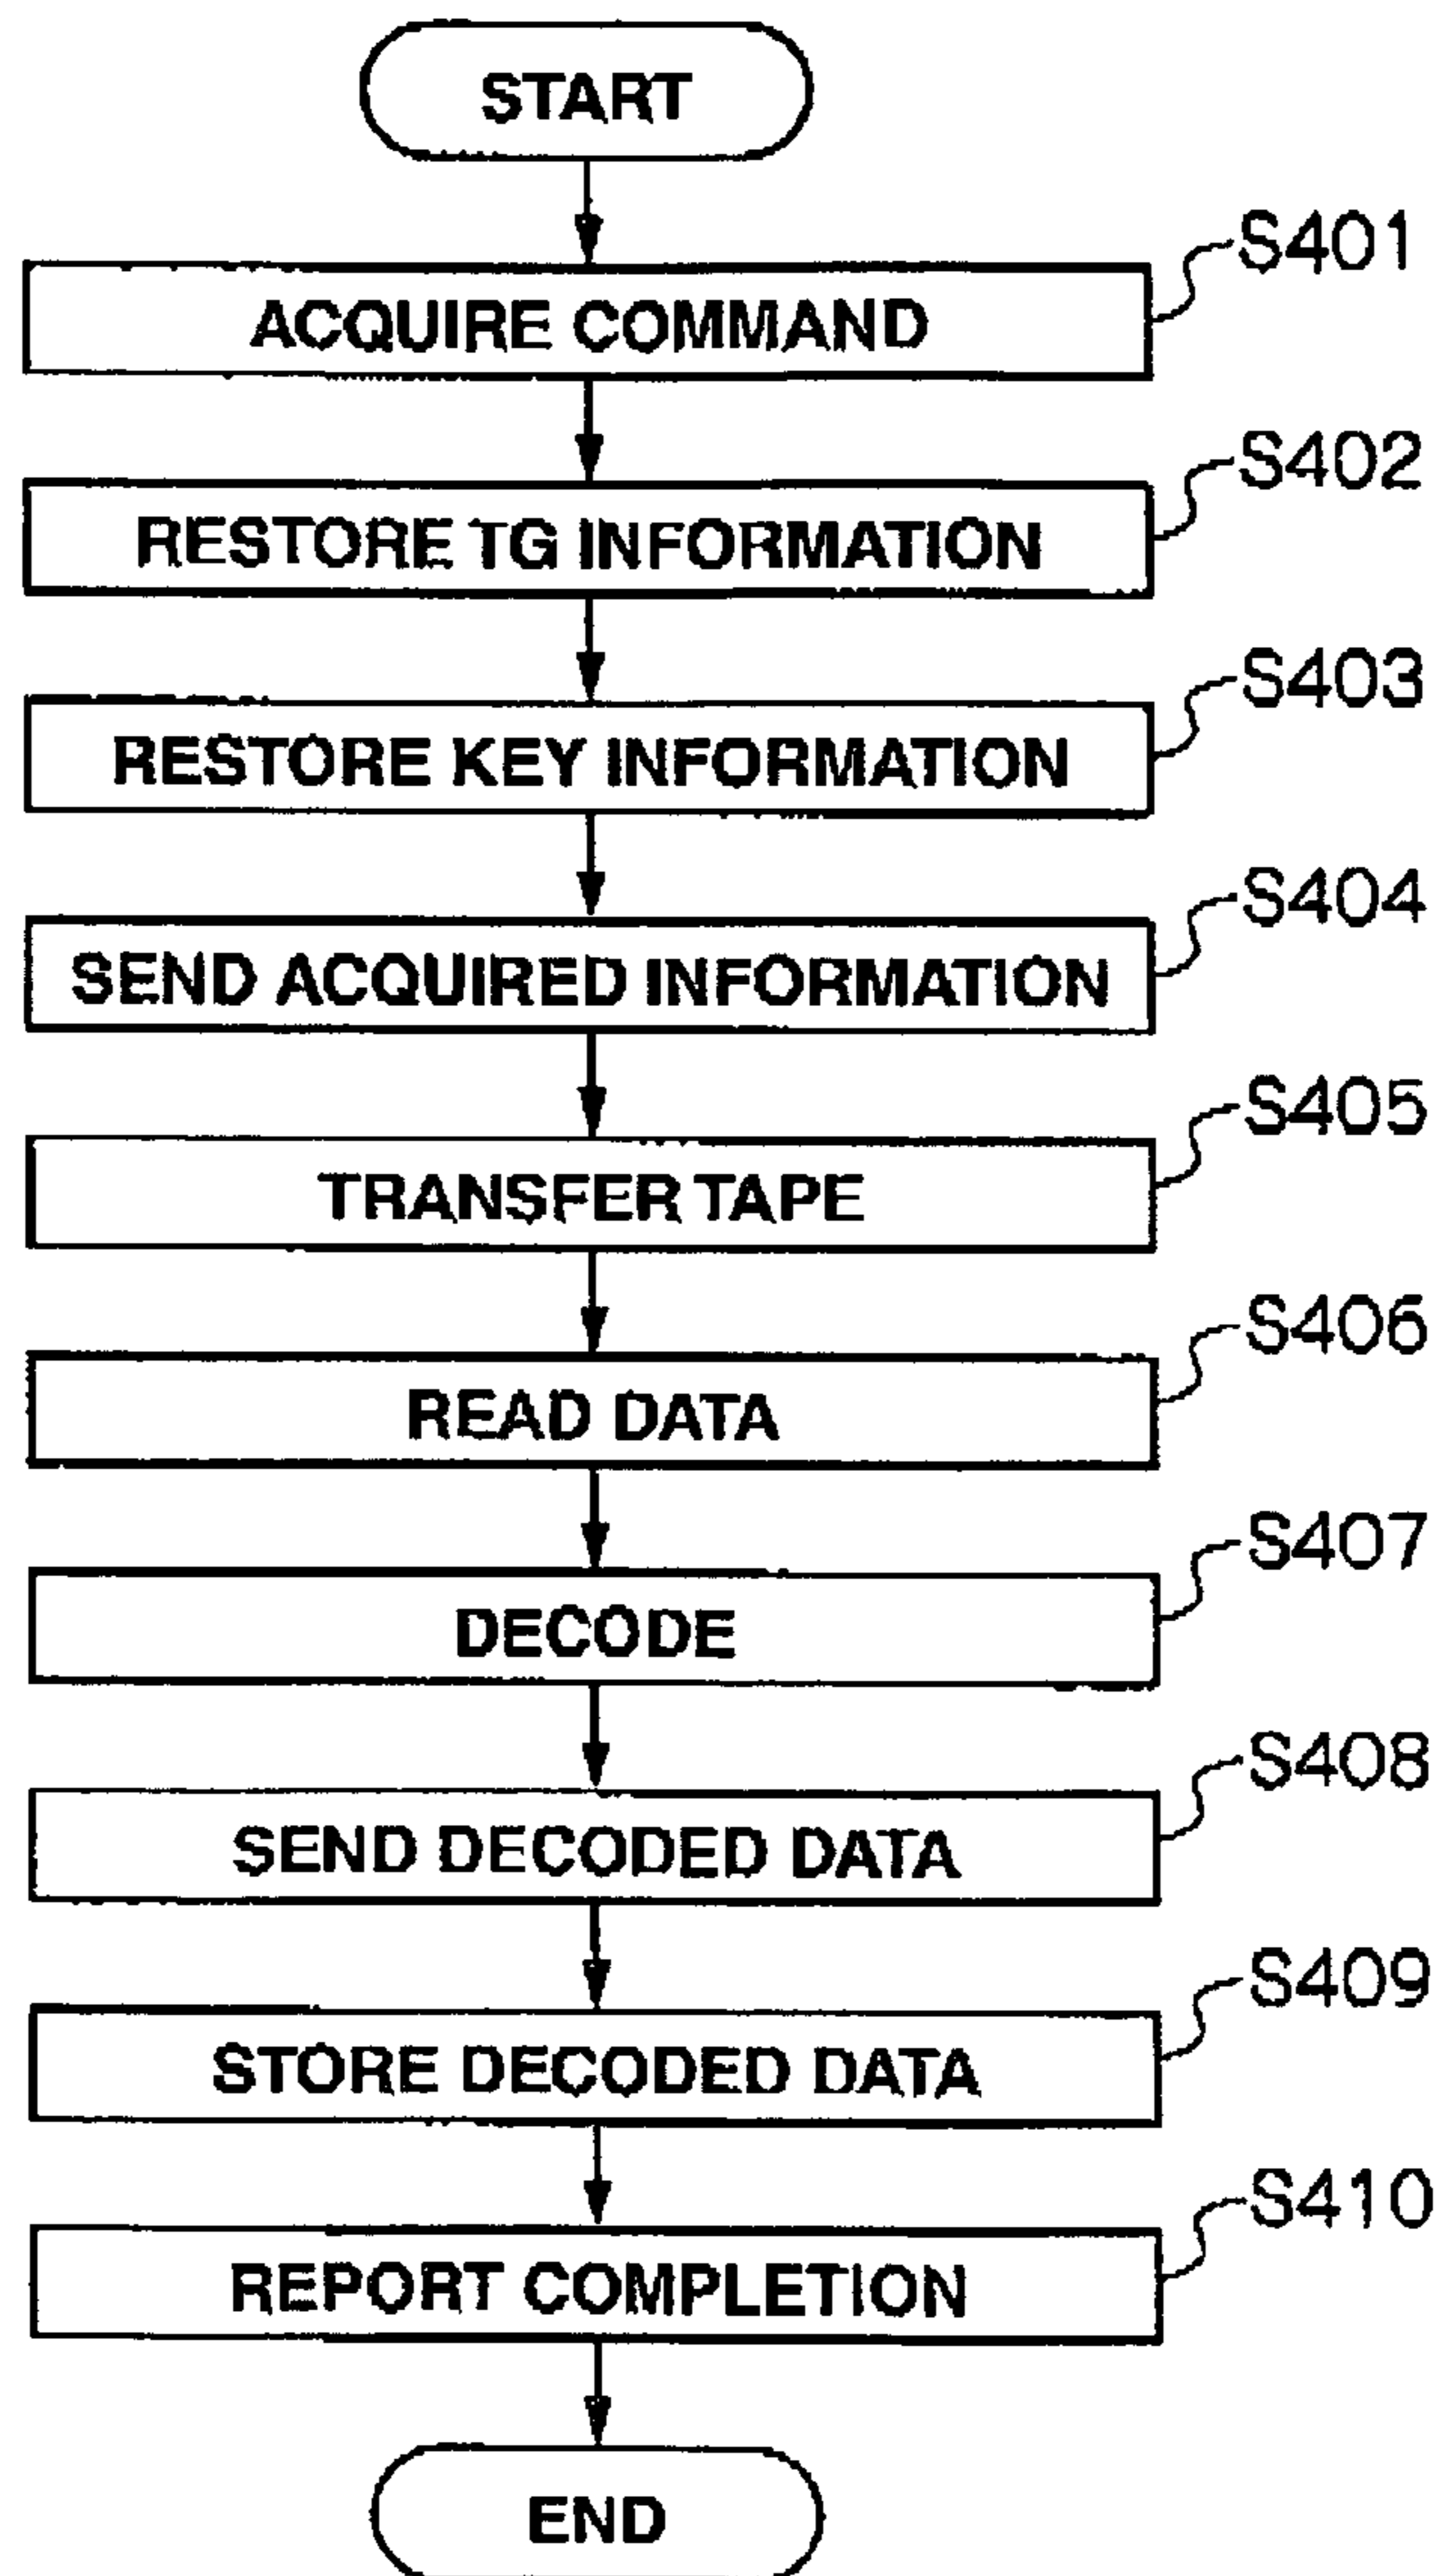 START
S401
ACQUIRE COMMAND
S402
RESTORE TG INFORMATION
S403
RESTORE KEY INFORMATION
S404
SEND ACQUIRED INFORMATION
S405
TRANSFER TAPE
S406
READ DATA
S407
DECODE
S408
SEND DECODED DATA
S409
STORE DECODED DATA
S410
REPORT COMPLETION
END